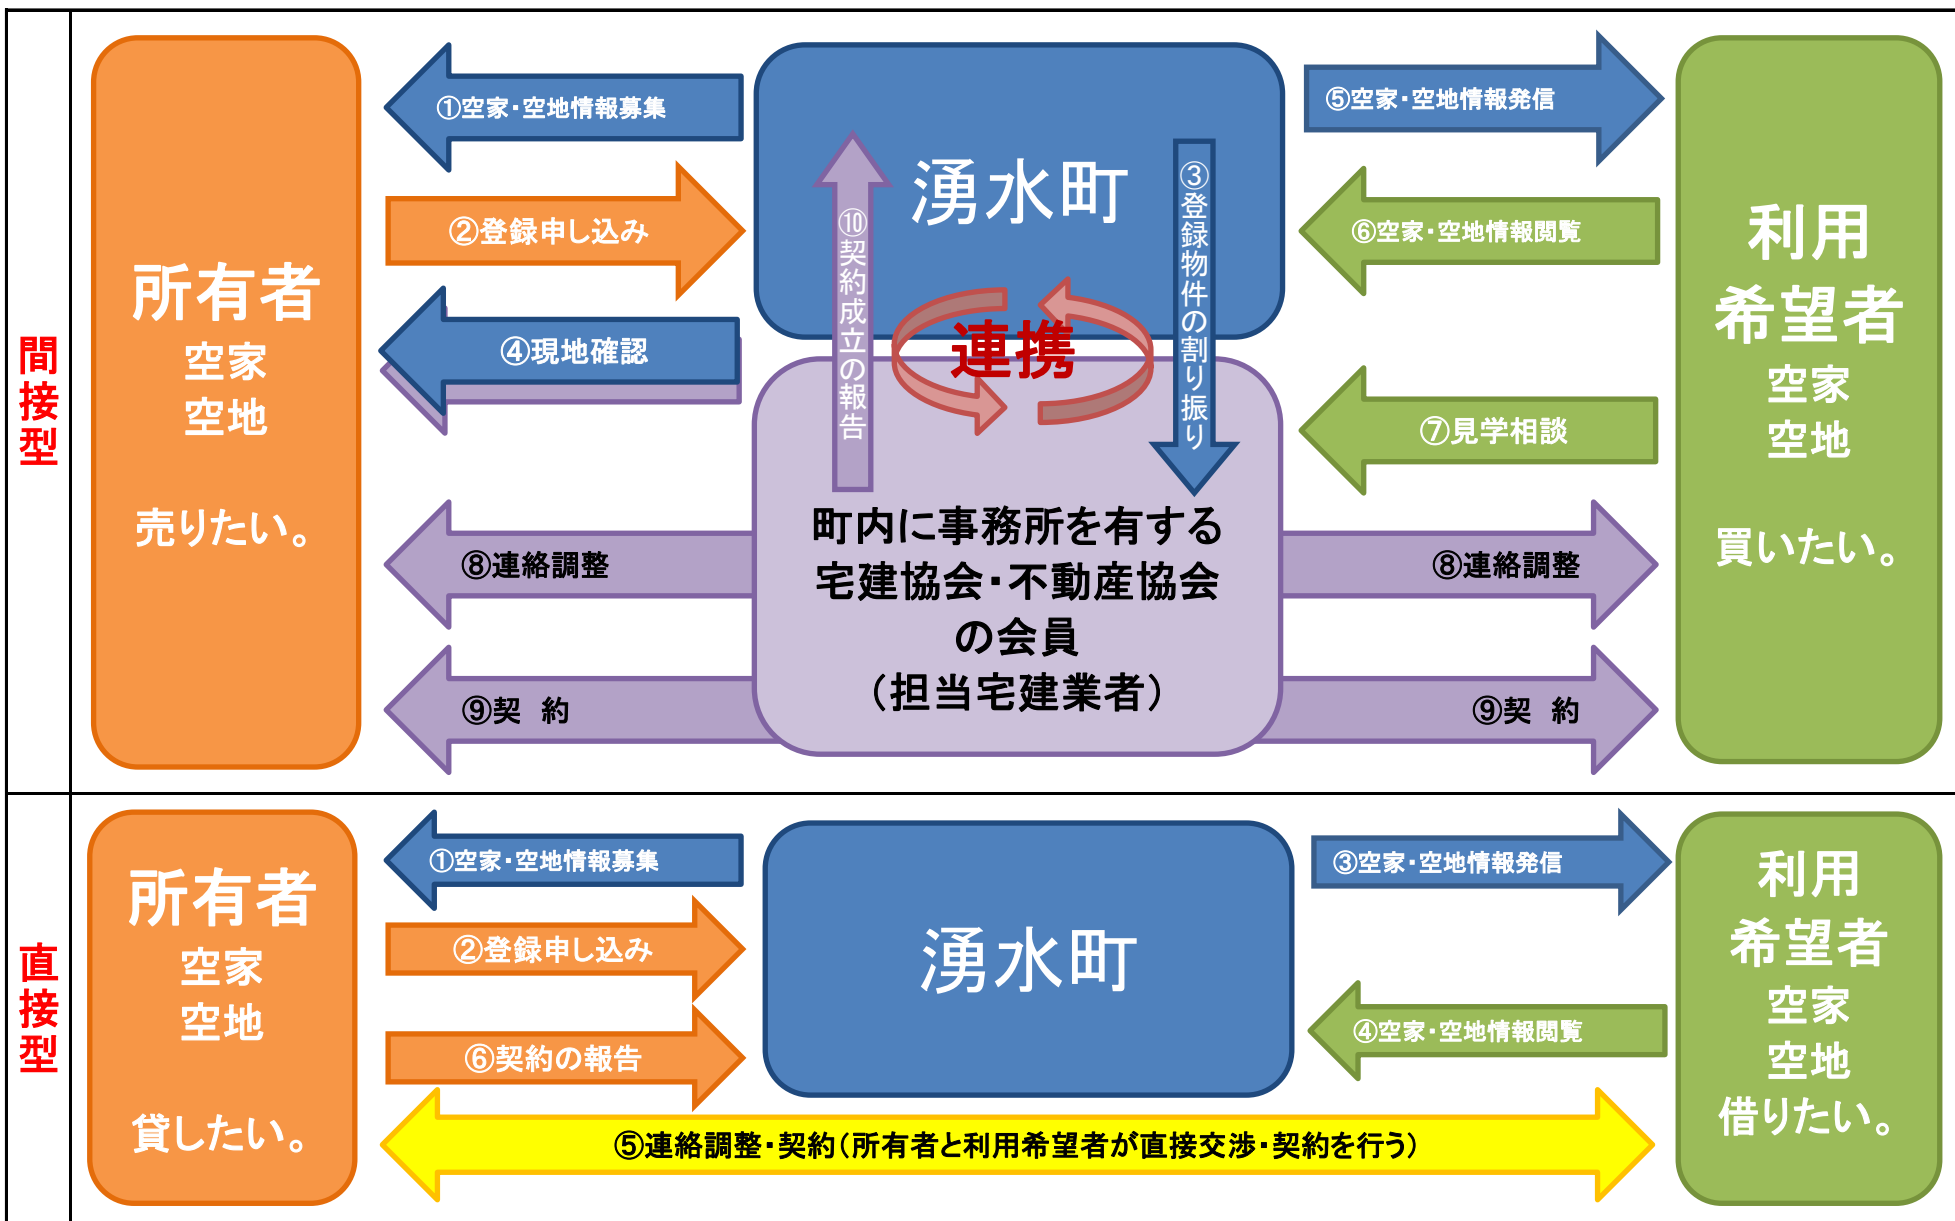 間接型
所有者
空家
空地
売りたい。
①空家・空地情報募集
②登録申し込み
④現地確認
⑧連絡調整
⑨契　約
湧水町
⑩契約成立の報告
連携
③登録物件の割り振り
町内に事務所を有する
宅建協会・不動産協会
の会員
（担当宅建業者）
⑤空家・空地情報発信
⑥空家・空地情報閲覧
⑦見学相談
⑧連絡調整
⑨契　約
利用
希望者
空家
空地
買いたい。
直接型
所有者
空家
空地
貸したい。
①空家・空地情報募集
②登録申し込み
⑥契約の報告
湧水町
③空家・空地情報発信
④空家・空地情報閲覧
⑤連絡調整・契約（所有者と利用希望者が直接交渉・契約を行う）
利用
希望者
空家
空地
借りたい。